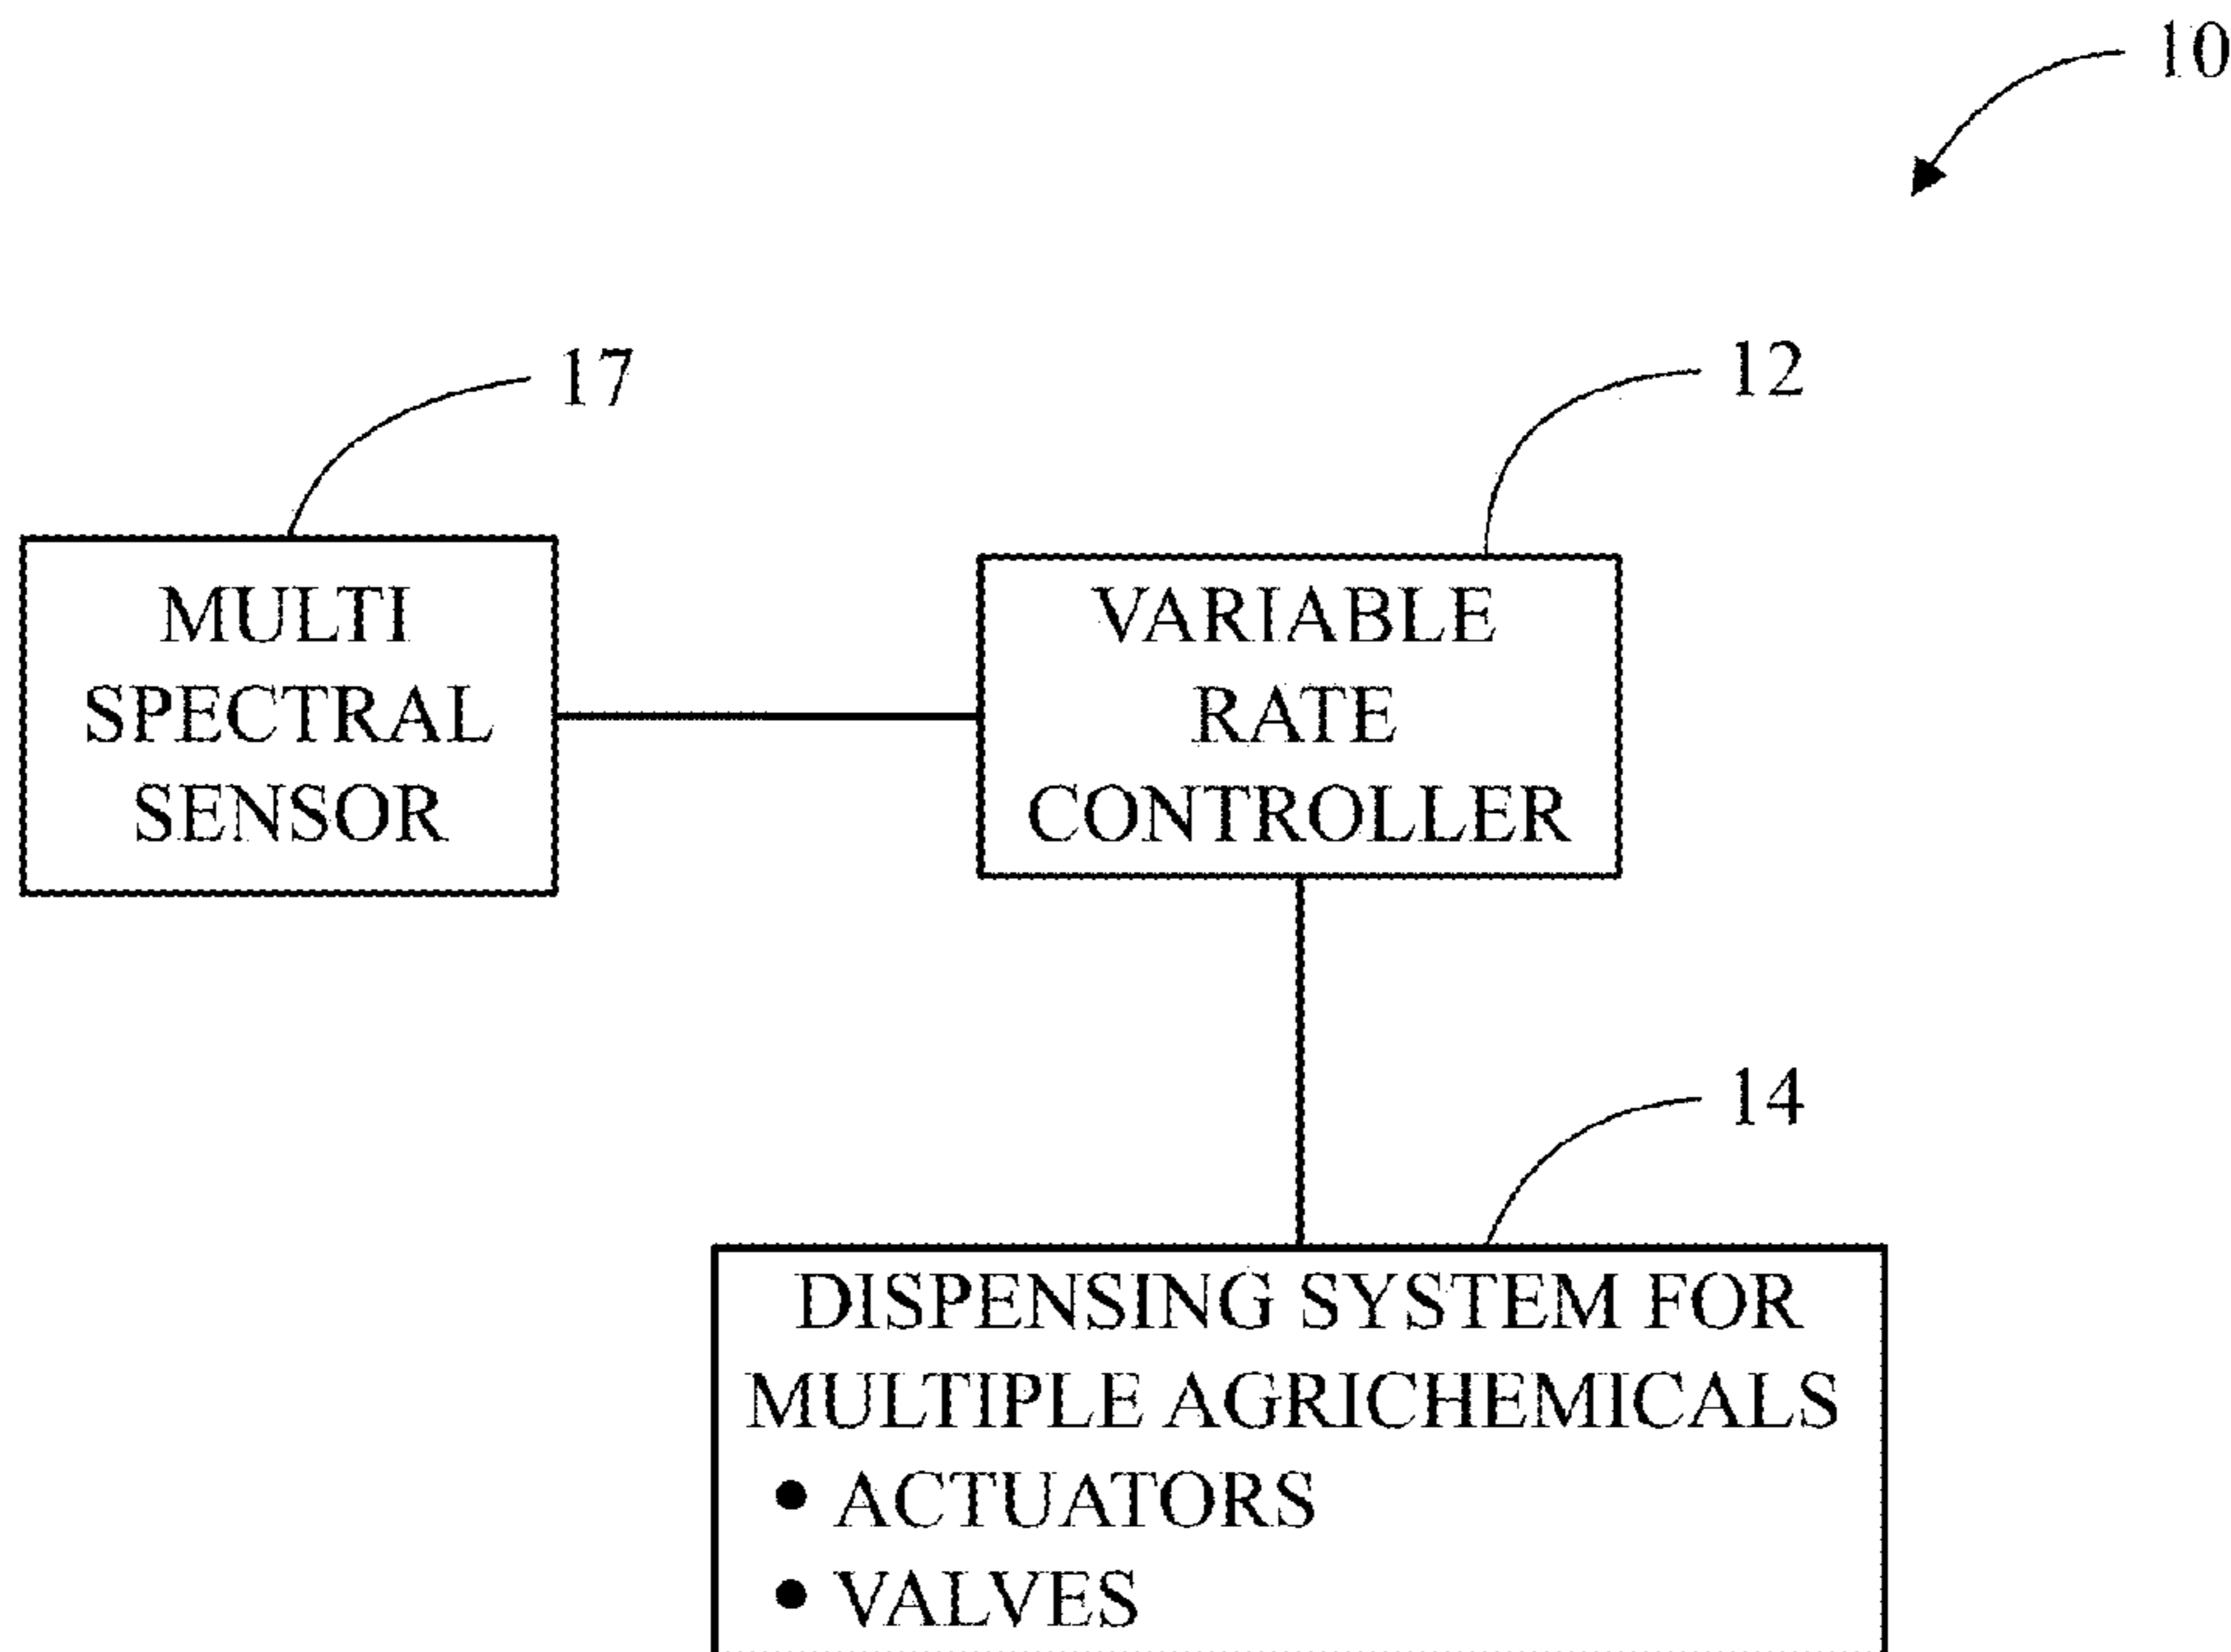 10
17
12
MULTI
SPECTRAL
SENSOR
VARIABLE
RATE
CONTROLLER
14
DISPENSING SYSTEM FOR
MULTIPLE AGRICHEMICALS
• ACTUATORS
• VALVES